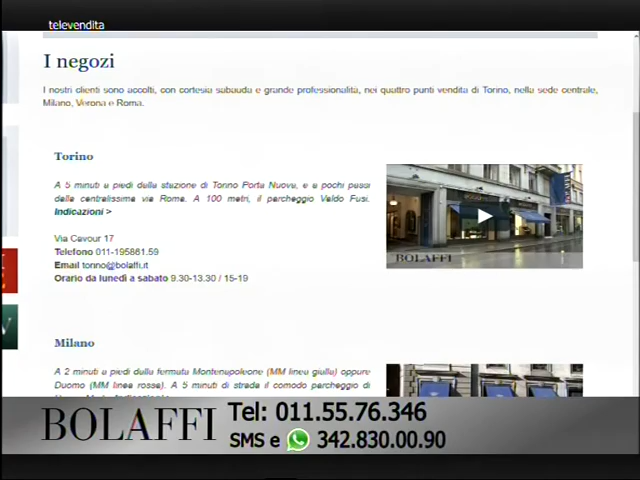 televendita
I negozi
I nostri clienti sono accolti, con cortesia sabauda e grande professionalità, nei quattro punti vendita di Torino, nella sede centrale,
Milano, Verona e Roma.
Torino
A 5 minuti a piedi dalla stazione di Torino Porta Nuova, e a pochi passi
dalla centralissima via Roma. A 100 metri, il parcheggio Valdo Fusi.
Indicazioni >
Via Cavour 17
Telefono 011-195881.59
Email torino@bolaffi.it
Orario da lunedì a sabato 9.30-13.30 / 15-19
BOLAFFI
Milano
A 2 minuti a piedi dalla fermata Montenapoleone (MM linea gialla) oppure
Duomo (MM linea rossa). A 5 minuti di strada il comodo parcheggio di
BOLAFFI
Tel: 011.55.76.346
SMS e 342.830.00.90